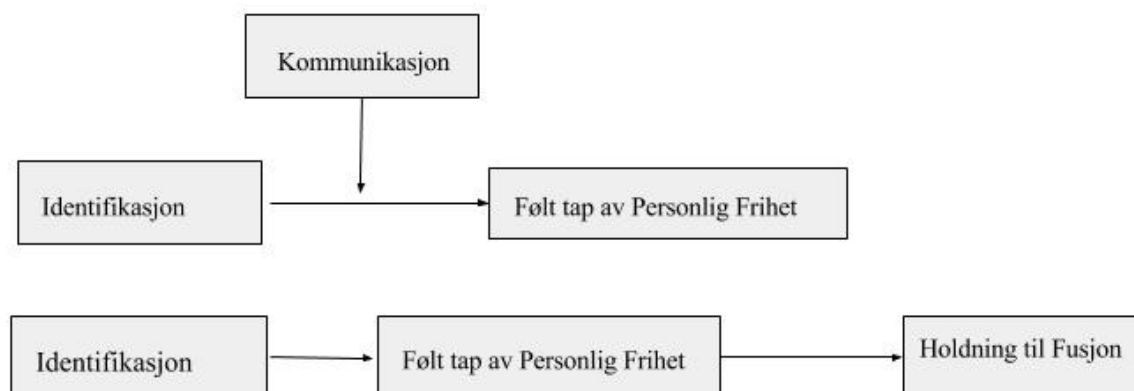 Kommunikasjon
Identifikasjon
Følt tap av Personlig Frihet
Identifikasjon
Følt tap av Personlig Frihet
Holdning til Fusjon